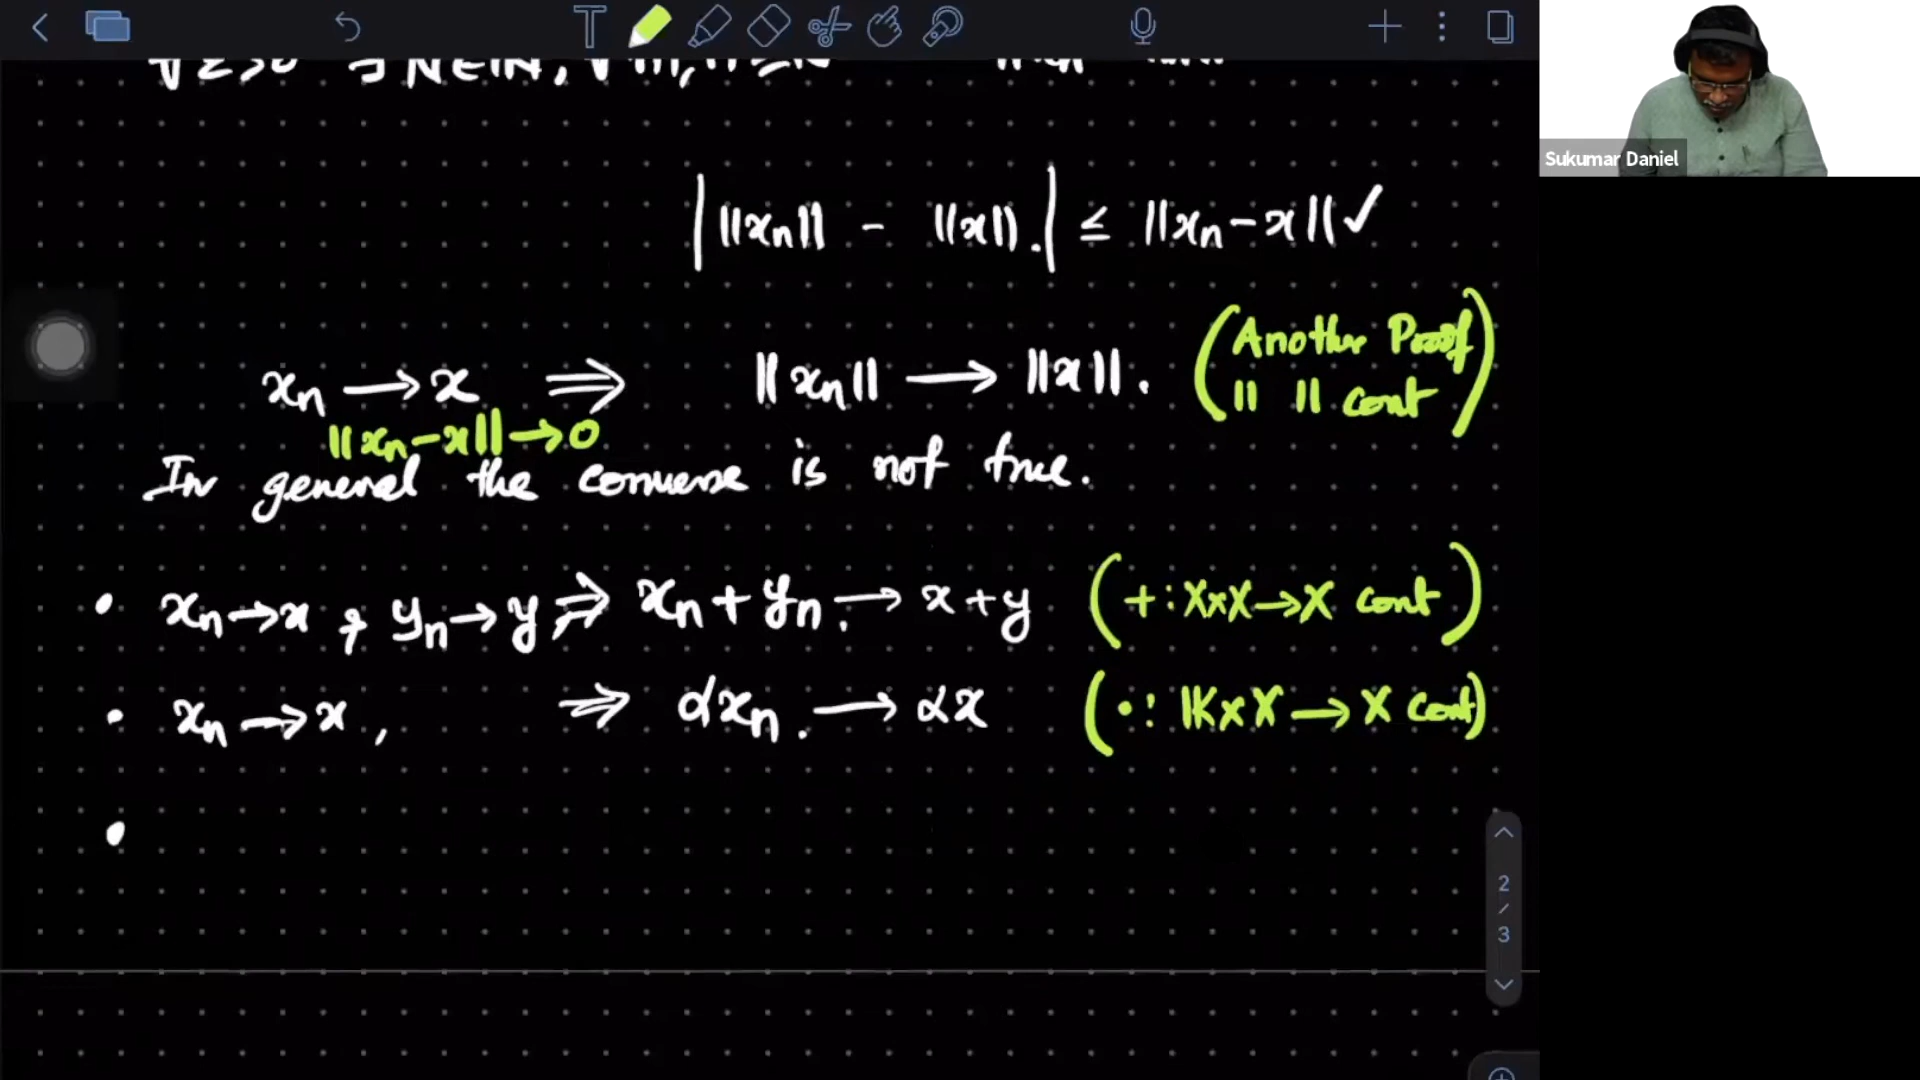 ∀ ε>0 ∃ N∈ℕ, ∀ m, n ≥ N
Sukumar Daniel
| ||xₙ|| - ||x||. | ≤ ||xₙ-x|| ✓
xₙ → x ⇒ ||xₙ|| → ||x||. (Another Proof
|| || cont)
||xₙ-x|| → 0
In general the converse is not true.
• xₙ→x & yₙ→y ⇒ xₙ+yₙ. → x+y (+: X×X→X cont)
• xₙ→x, ⇒ αxₙ. → αx (•: 𝕂×X→X cont)
•
2
/
3